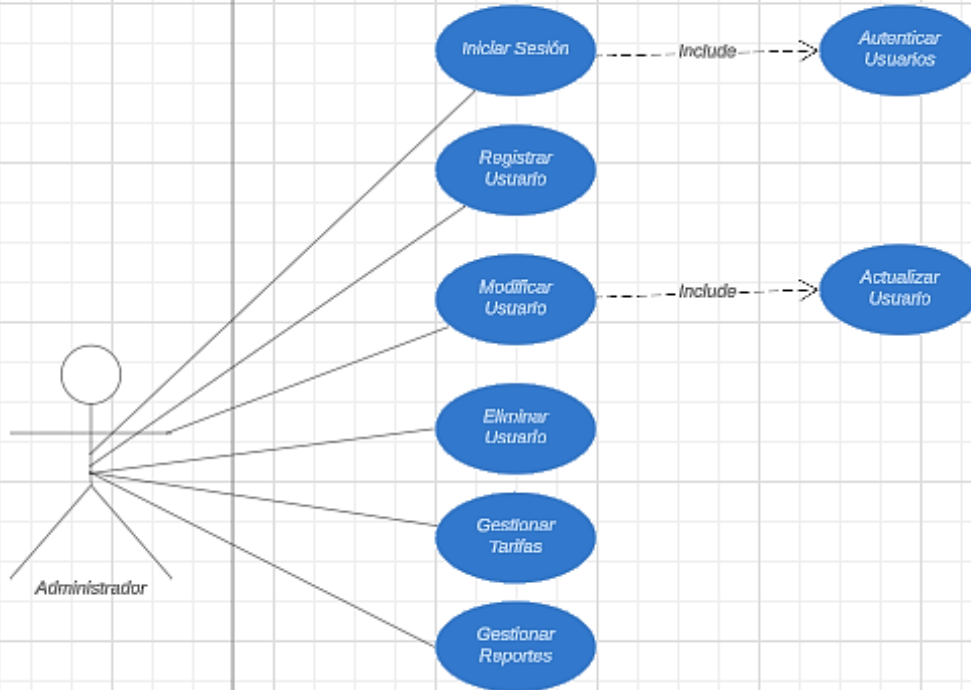 Iniciar Sesión
Include
Autenticar
Usuarios
Registrar
Usuario
Modificar
Usuario
Include
Actualizar
Usuario
Eliminar
Usuario
Gestionar
Tarifas
Administrador
Gestionar
Reportes